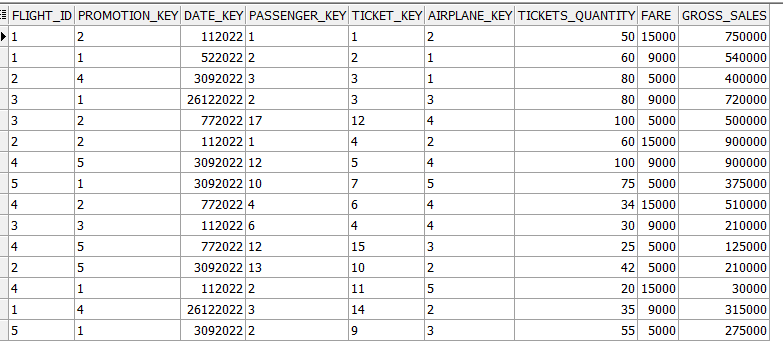 FLIGHT_ID PROMOTION_KEY DATE_KEY PASSENGER_KEY TICKET_KEY AIRPLANE_KEY TICKETS_QUANTITY FARE GROSS_SALES
1 2 112022 1 1 2 50 15000 750000
1 1 522022 2 2 1 60 9000 540000
2 4 3092022 3 3 1 80 5000 400000
3 1 26122022 2 3 3 80 9000 720000
3 2 772022 17 12 4 100 5000 500000
2 2 112022 1 4 2 60 15000 900000
4 5 3092022 12 5 4 100 9000 900000
5 1 3092022 10 7 5 75 5000 375000
4 2 772022 4 6 4 34 15000 510000
3 3 112022 6 4 4 30 9000 210000
4 5 772022 12 15 3 25 5000 125000
2 5 3092022 13 10 2 42 5000 210000
4 1 112022 2 11 5 20 15000 30000
1 4 26122022 3 14 2 35 9000 315000
5 1 3092022 2 9 3 55 5000 275000